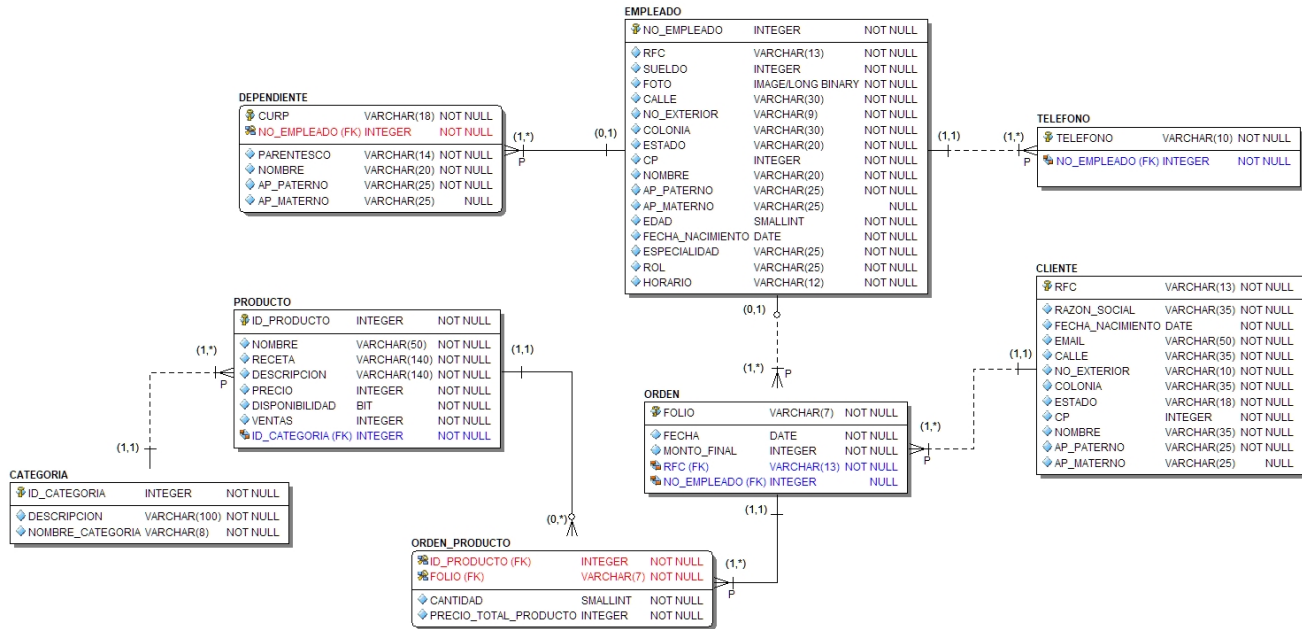 EMPLEADO
NO_EMPLEADO INTEGER NOT NULL
RFC VARCHAR(13) NOT NULL
SUELDO INTEGER NOT NULL
FOTO IMAGE/LONG BINARY NOT NULL
CALLE VARCHAR(30) NOT NULL
NO_EXTERIOR VARCHAR(9) NOT NULL
COLONIA VARCHAR(30) NOT NULL
ESTADO VARCHAR(20) NOT NULL
CP INTEGER NOT NULL
NOMBRE VARCHAR(20) NOT NULL
AP_PATERNO VARCHAR(25) NOT NULL
AP_MATERNO VARCHAR(25) NULL
EDAD SMALLINT NOT NULL
FECHA_NACIMIENTO DATE NOT NULL
ESPECIALIDAD VARCHAR(25) NOT NULL
ROL VARCHAR(25) NOT NULL
HORARIO VARCHAR(12) NOT NULL
DEPENDIENTE
CURP VARCHAR(18) NOT NULL
NO_EMPLEADO (FK) INTEGER NOT NULL
PARENTESCO VARCHAR(14) NOT NULL
NOMBRE VARCHAR(20) NOT NULL
AP_PATERNO VARCHAR(25) NOT NULL
AP_MATERNO VARCHAR(25) NULL
(1,*)
P
(0,1)
(1,1)
(1,*)
P
TELEFONO
TELEFONO VARCHAR(10) NOT NULL
NO_EMPLEADO (FK) INTEGER NOT NULL
CLIENTE
RFC VARCHAR(13) NOT NULL
RAZON_SOCIAL VARCHAR(35) NOT NULL
FECHA_NACIMIENTO DATE NOT NULL
EMAIL VARCHAR(50) NOT NULL
CALLE VARCHAR(35) NOT NULL
NO_EXTERIOR VARCHAR(10) NOT NULL
COLONIA VARCHAR(35) NOT NULL
ESTADO VARCHAR(18) NOT NULL
CP INTEGER NOT NULL
NOMBRE VARCHAR(35) NOT NULL
AP_PATERNO VARCHAR(25) NOT NULL
AP_MATERNO VARCHAR(25) NULL
PRODUCTO
ID_PRODUCTO INTEGER NOT NULL
NOMBRE VARCHAR(50) NOT NULL
RECETA VARCHAR(140) NOT NULL
DESCRIPCION VARCHAR(140) NOT NULL
PRECIO INTEGER NOT NULL
DISPONIBILIDAD BIT NOT NULL
VENTAS INTEGER NOT NULL
ID_CATEGORIA (FK) INTEGER NOT NULL
(1,*)
P
(1,1)
(1,1)
(0,1)
(1,*)
P
(1,1)
ORDEN
FOLIO VARCHAR(7) NOT NULL
FECHA DATE NOT NULL
MONTO_FINAL INTEGER NOT NULL
RFC (FK) VARCHAR(13) NOT NULL
NO_EMPLEADO (FK) INTEGER NULL
(1,*)
P
CATEGORIA
ID_CATEGORIA INTEGER NOT NULL
DESCRIPCION VARCHAR(100) NOT NULL
NOMBRE_CATEGORIA VARCHAR(8) NOT NULL
(0,*)
(1,1)
ORDEN_PRODUCTO
ID_PRODUCTO (FK) INTEGER NOT NULL
FOLIO (FK) VARCHAR(7) NOT NULL
CANTIDAD SMALLINT NOT NULL
PRECIO_TOTAL_PRODUCTO INTEGER NOT NULL
(1,*)
P